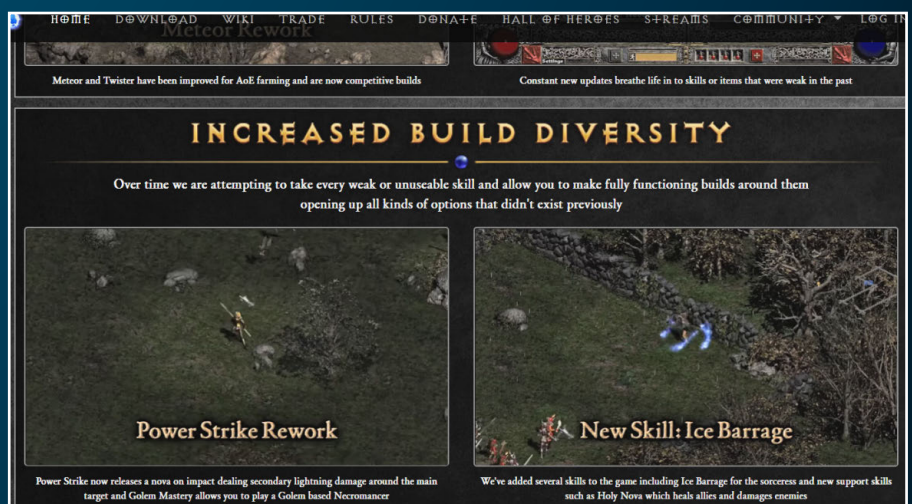 HOME DOWNLOAD WIKI TRADE RULES DONATE HALL OF HEROES STREAMS COMMUNITY LOG IN
Meteor Rework
Settings
Meteor and Twister have been improved for AoE farming and are now competitive builds
Constant new updates breathe life in to skills or items that were weak in the past
INCREASED BUILD DIVERSITY
Over time we are attempting to take every weak or unuseable skill and allow you to make fully functioning builds around them
opening up all kinds of options that didn't exist previously
Power Strike Rework
New Skill: Ice Barrage
Power Strike now releases a nova on impact dealing secondary lightning damage around the main
target and Golem Mastery allows you to play a Golem based Necromancer
We've added several skills to the game including Ice Barrage for the sorceress and new support skills
such as Holy Nova which heals allies and damages enemies